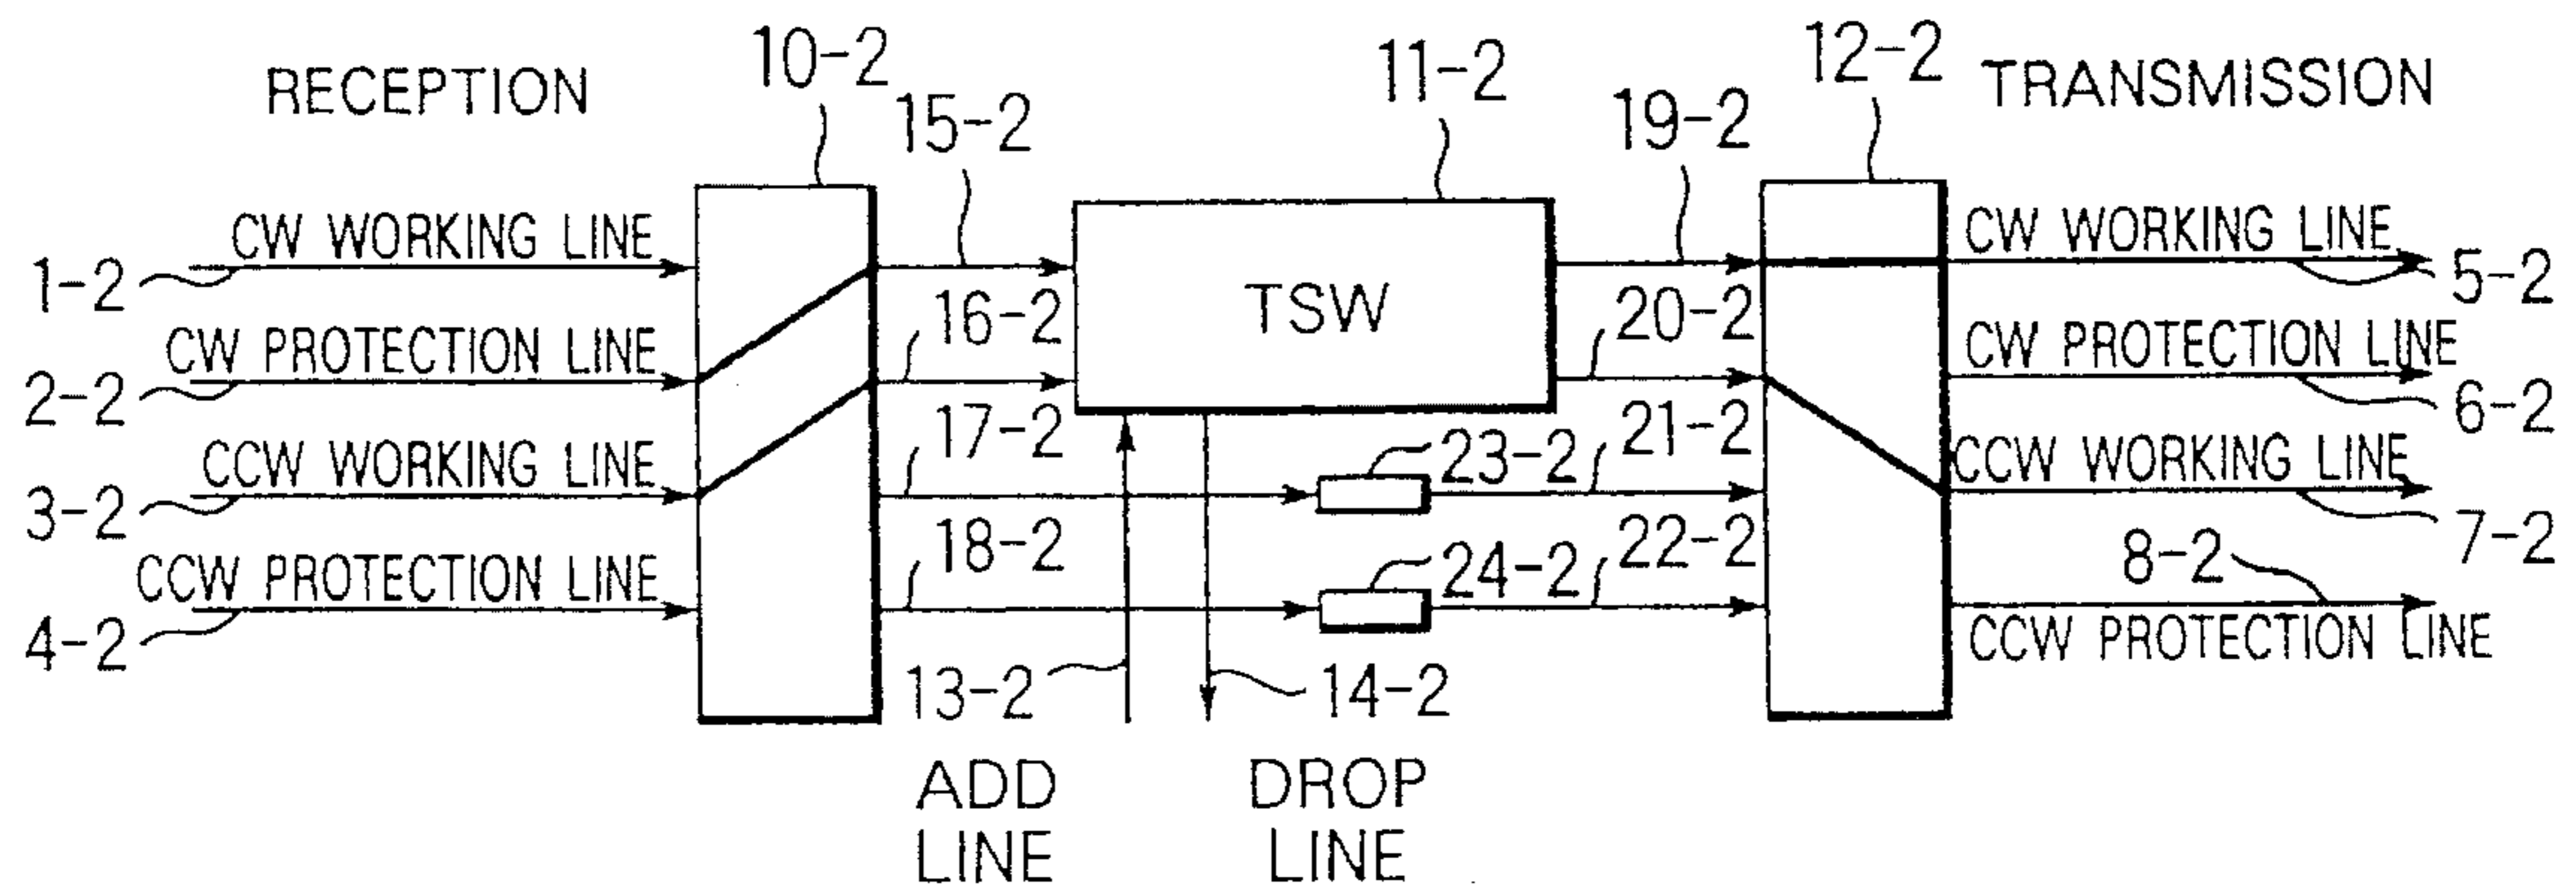 RECEPTION
10-2
15-2
11-2
19-2
12-2
TRANSMISSION
CW WORKING LINE
1-2
CW PROTECTION LINE
2-2
CCW WORKING LINE
3-2
CCW PROTECTION LINE
4-2
16-2
17-2
18-2
TSW
13-2
ADD
LINE
14-2
DROP
LINE
23-2
24-2
20-2
21-2
22-2
CW WORKING LINE
5-2
CW PROTECTION LINE
6-2
CCW WORKING LINE
7-2
8-2
CCW PROTECTION LINE